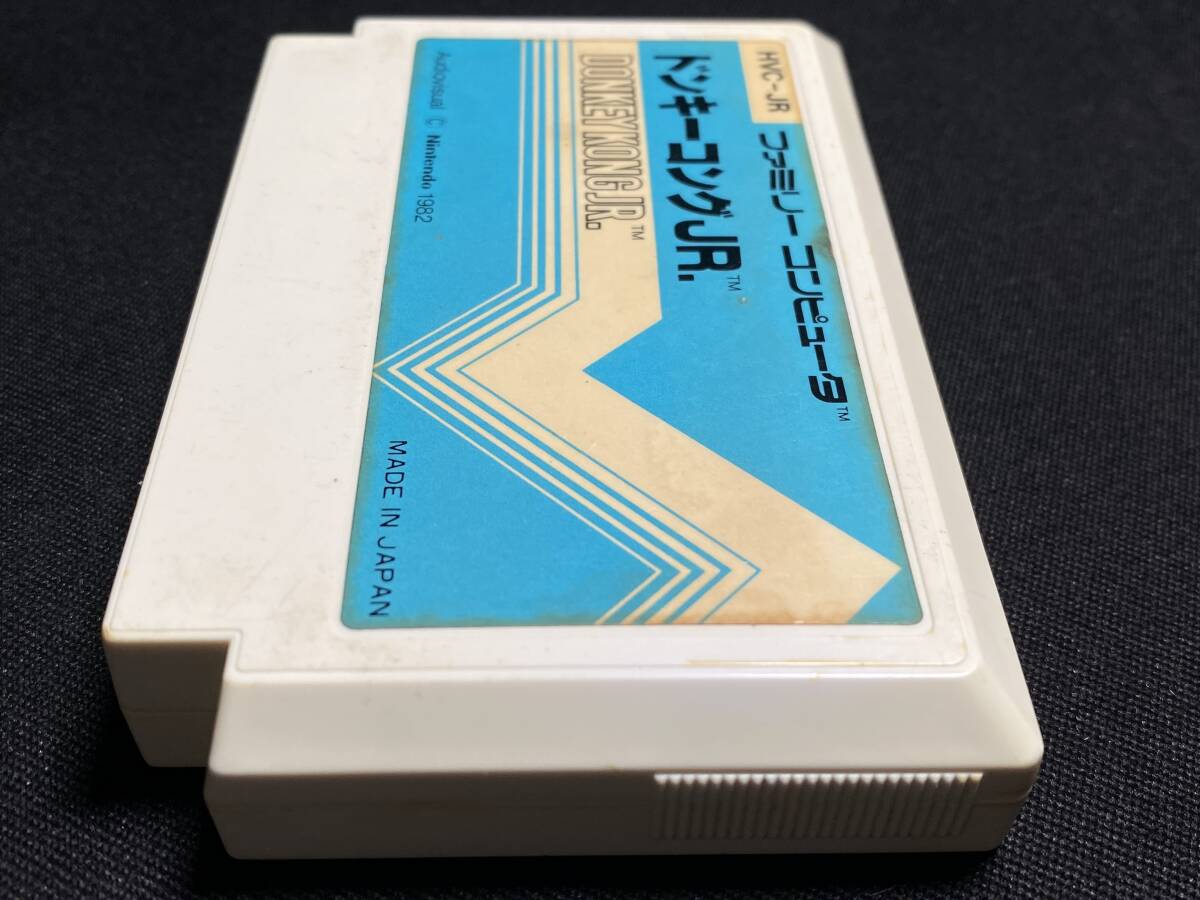 HVC-JR
ファミリー コンピュータ™
ドンキーコングJR.™
DONKEY KONG JR.™
Audiovisual © Nintendo 1982
MADE IN JAPAN